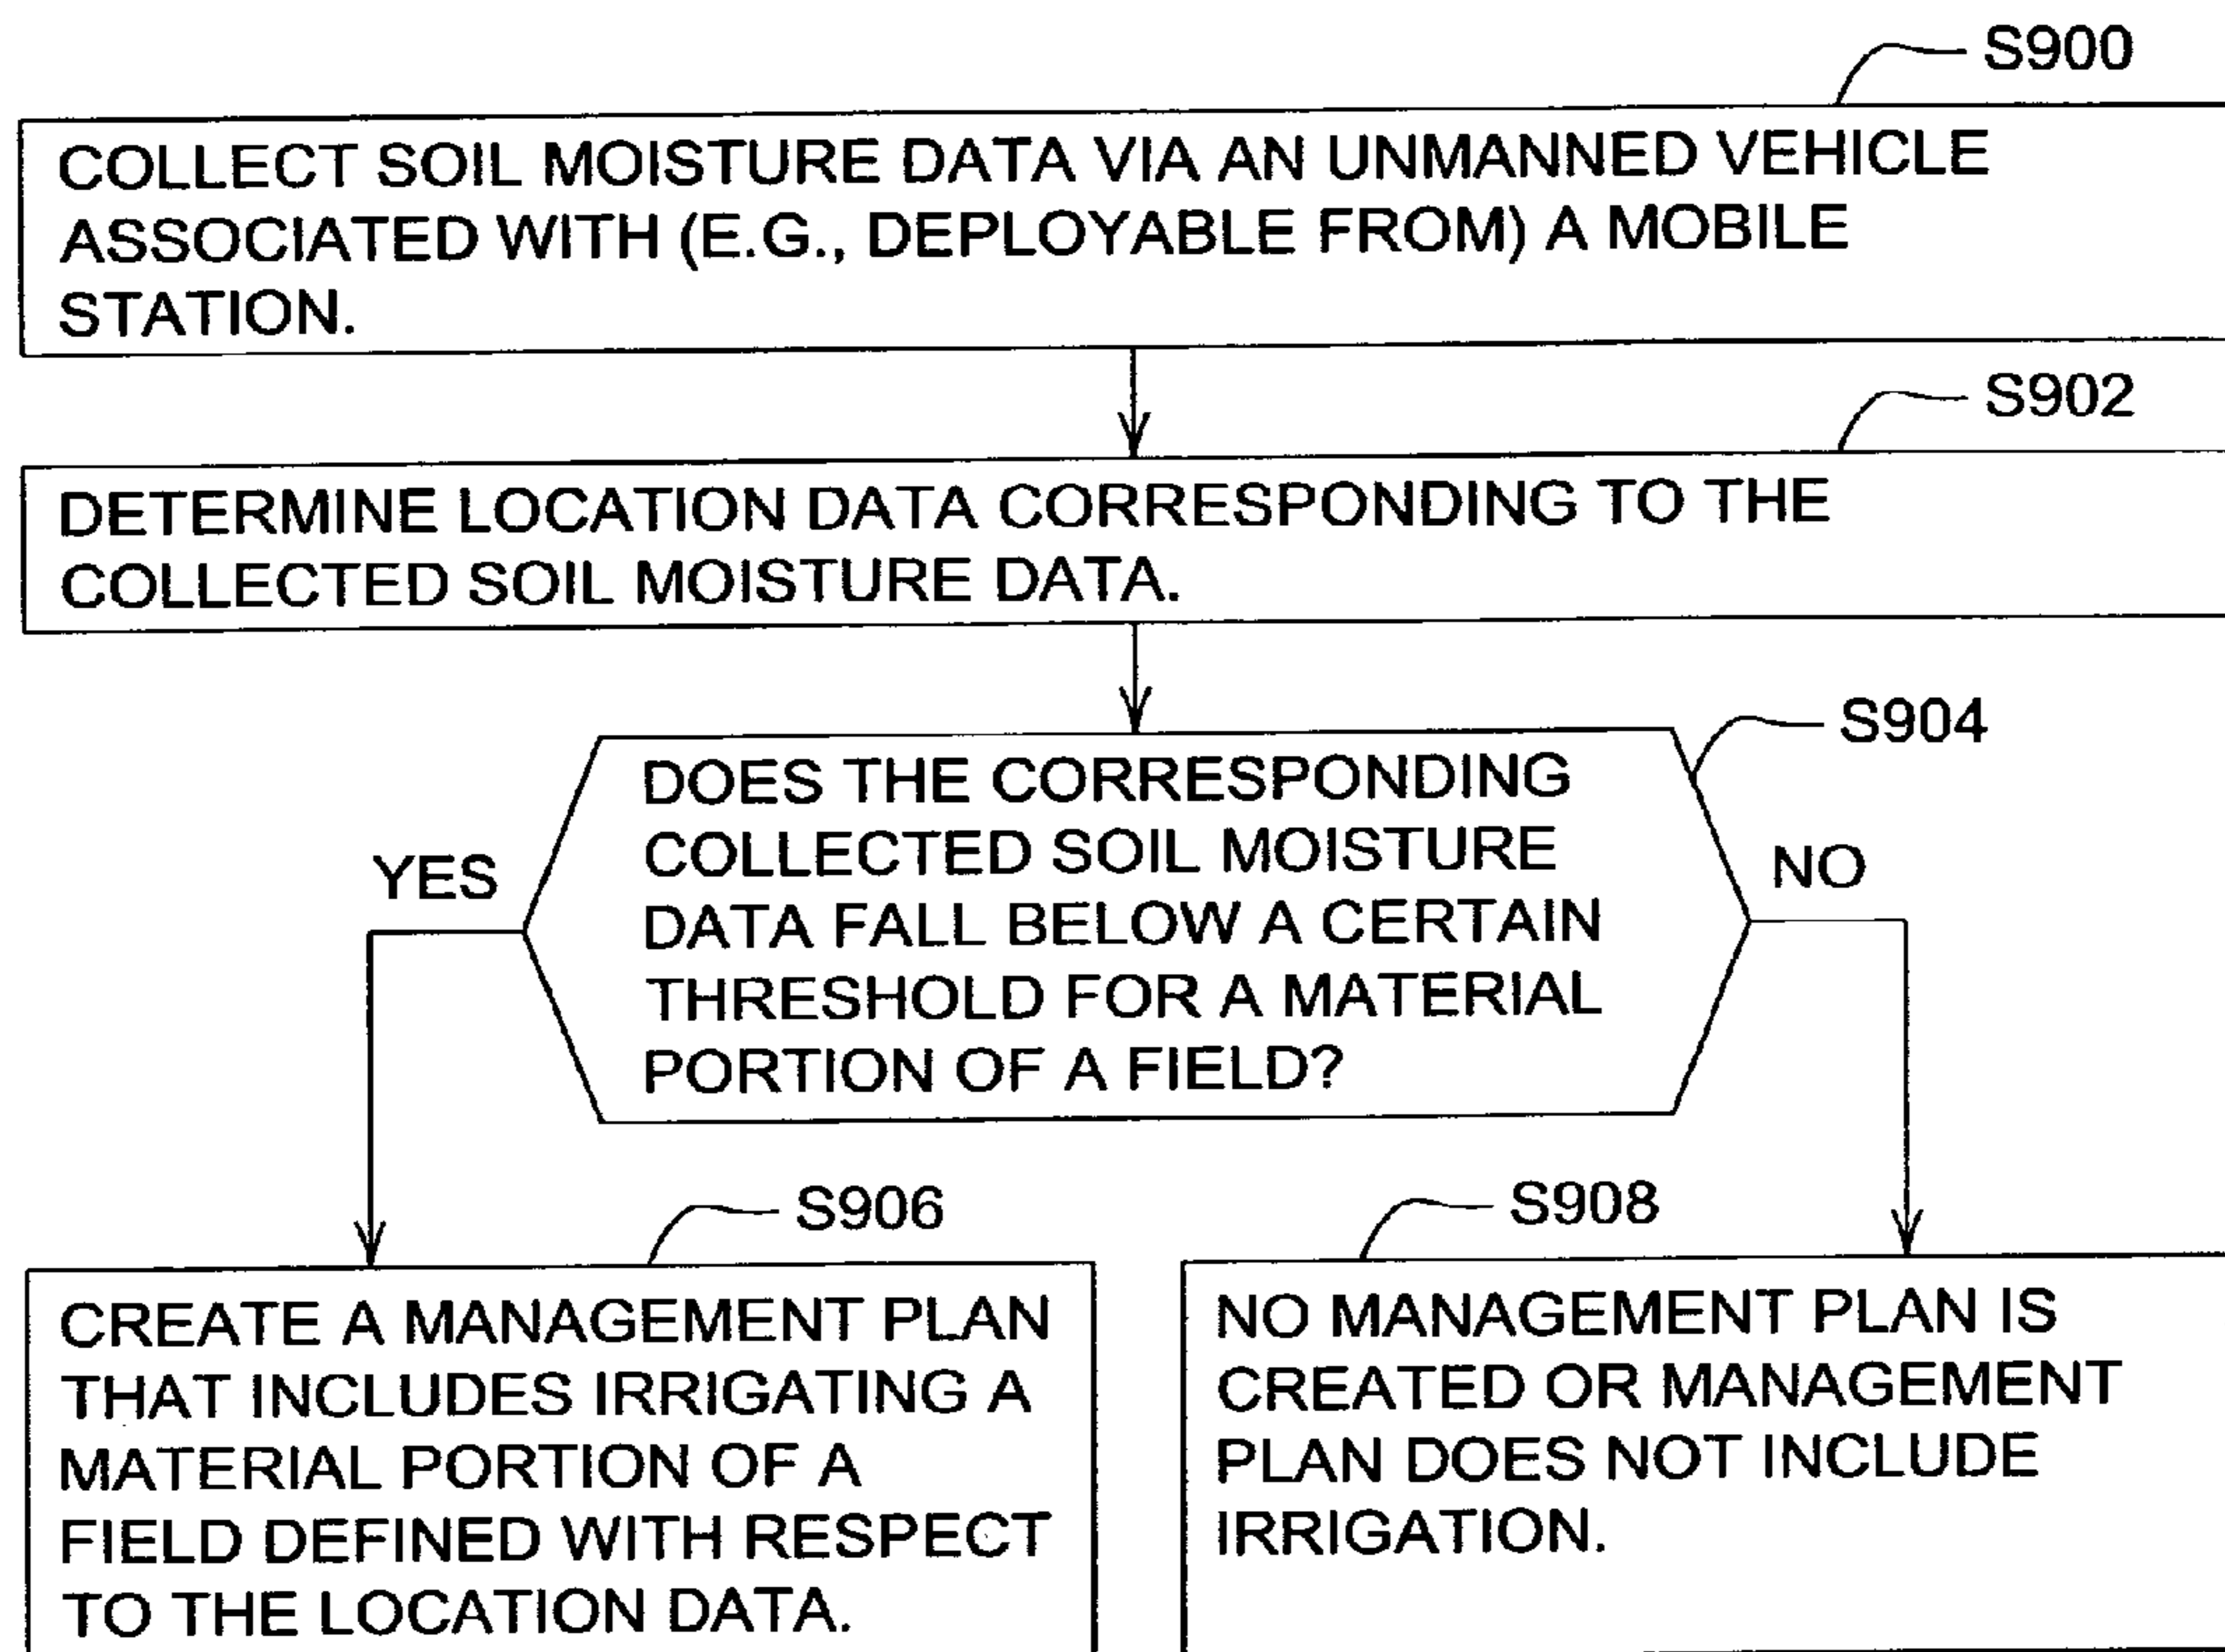 S900
COLLECT SOIL MOISTURE DATA VIA AN UNMANNED VEHICLE
ASSOCIATED WITH (E.G., DEPLOYABLE FROM) A MOBILE
STATION.
S902
DETERMINE LOCATION DATA CORRESPONDING TO THE
COLLECTED SOIL MOISTURE DATA.
S904
DOES THE CORRESPONDING
COLLECTED SOIL MOISTURE
DATA FALL BELOW A CERTAIN
THRESHOLD FOR A MATERIAL
PORTION OF A FIELD?
YES
NO
S906
CREATE A MANAGEMENT PLAN
THAT INCLUDES IRRIGATING A
MATERIAL PORTION OF A
FIELD DEFINED WITH RESPECT
TO THE LOCATION DATA.
S908
NO MANAGEMENT PLAN IS
CREATED OR MANAGEMENT
PLAN DOES NOT INCLUDE
IRRIGATION.